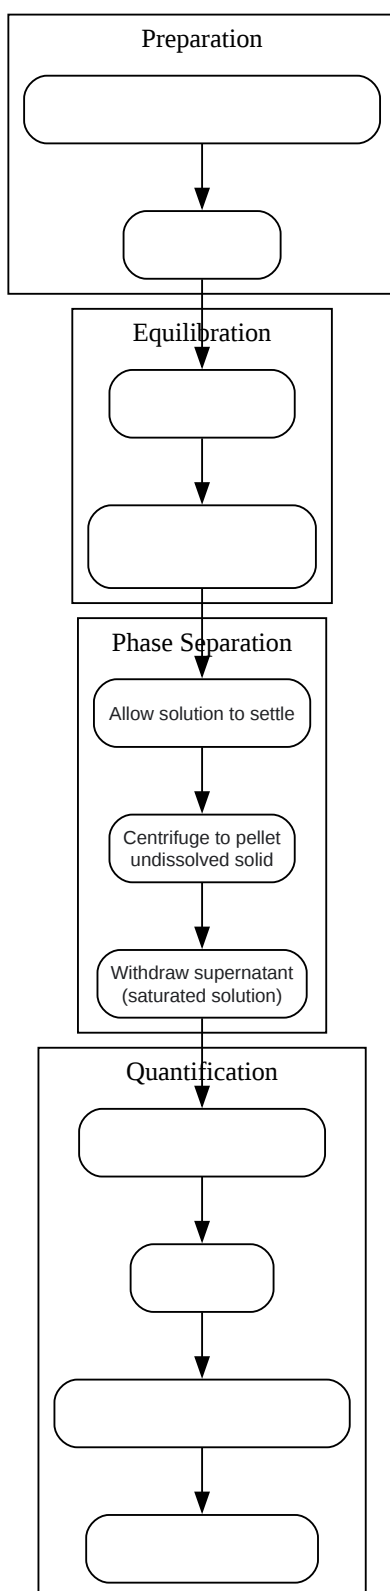 Preparation
Equilibration
Phase Separation
Allow solution to settle
Centrifuge to pellet
undissolved solid
Withdraw supernatant
(saturated solution)
Quantification